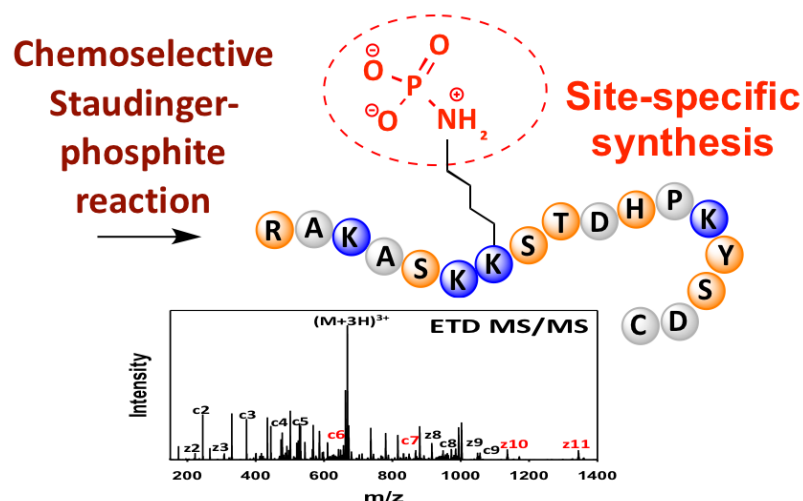 Chemoselective
Staudinger-
phosphite
reaction
O
⊖
O
P
⊕
⊖
O
NH₂
Site-specific
synthesis
R A K A S K K S T D H P K Y S D C
(M+3H)³⁺
ETD MS/MS
Intensity
c2
z2
z3
c3
c4
c5
c6
c7
z8
c8
z9
c9
z10
z11
200 400 600 800 1000 1200 1400
m/z